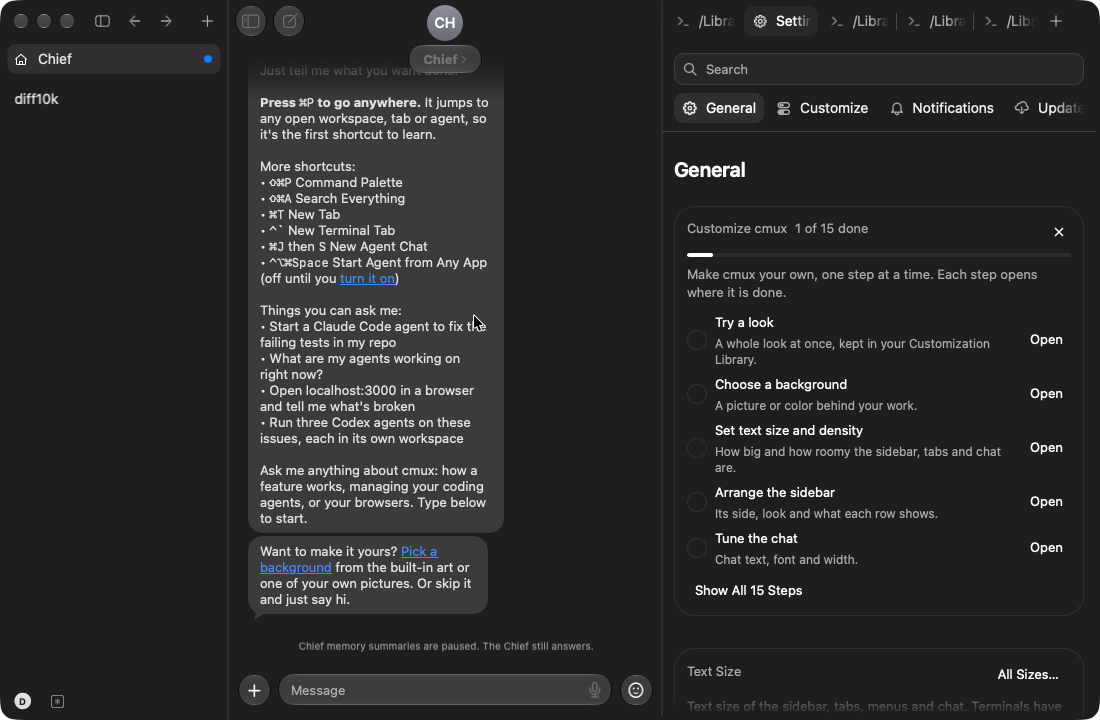 Chief
diff10k
D
CH
Chief ›
Just tell me what you want done.
Press ⌘P to go anywhere. It jumps to
any open workspace, tab or agent, so
it's the first shortcut to learn.
More shortcuts:
• ⇧⌘P Command Palette
• ⇧⌘A Search Everything
• ⌘T New Tab
• ^` New Terminal Tab
• ⌘J then S New Agent Chat
• ^⌥⌘Space Start Agent from Any App
(off until you turn it on)
Things you can ask me:
• Start a Claude Code agent to fix the
failing tests in my repo
• What are my agents working on
right now?
• Open localhost:3000 in a browser
and tell me what's broken
• Run three Codex agents on these
issues, each in its own workspace
Ask me anything about cmux: how a
feature works, managing your coding
agents, or your browsers. Type below
to start.
Want to make it yours? Pick a
background from the built-in art or
one of your own pictures. Or skip it
and just say hi.
Chief memory summaries are paused. The Chief still answers.
Message
/Libra
Settin
/Libra
/Libra
/Libr
Search
General
Customize
Notifications
Update
General
Customize cmux 1 of 15 done
Make cmux your own, one step at a time. Each step opens
where it is done.
Try a look
A whole look at once, kept in your Customization
Library.
Open
Choose a background
A picture or color behind your work.
Open
Set text size and density
How big and how roomy the sidebar, tabs and chat
are.
Open
Arrange the sidebar
Its side, look and what each row shows.
Open
Tune the chat
Chat text, font and width.
Open
Show All 15 Steps
Text Size
All Sizes...
Text size of the sidebar, tabs, menus and chat. Terminals have